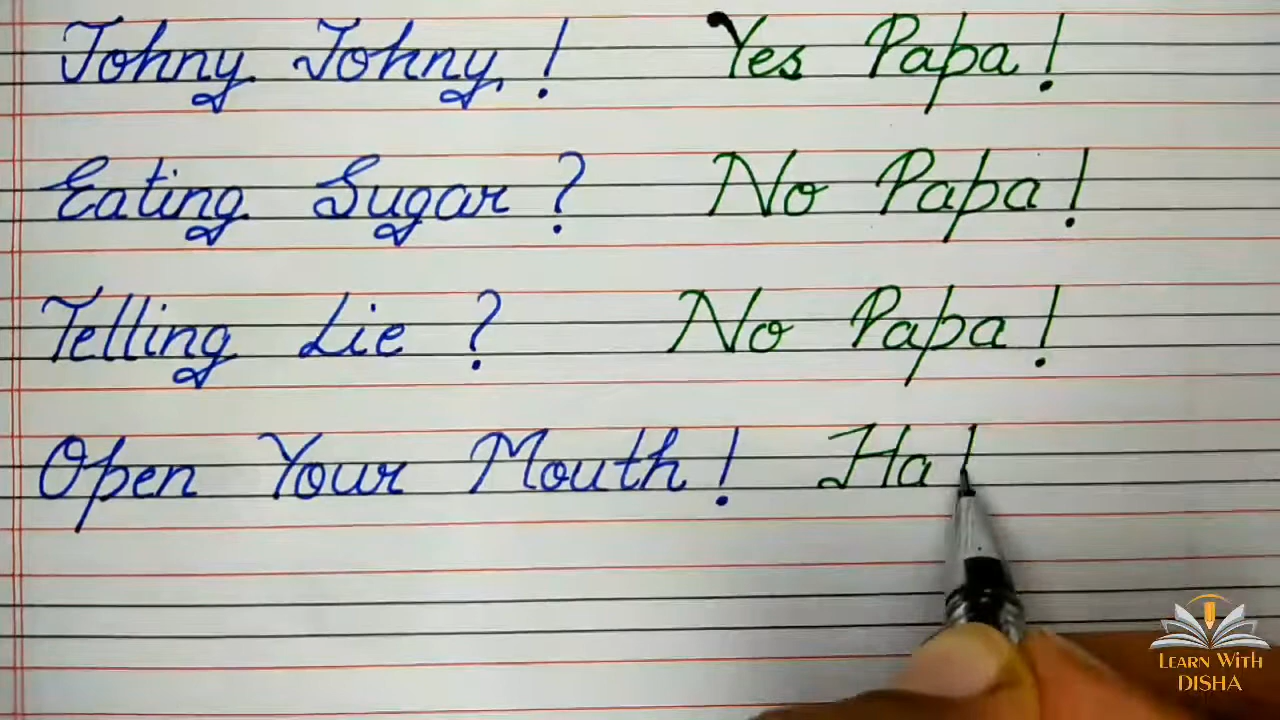 Johny Johny ! Yes Papa !
Eating Sugar ? No Papa !
Telling Lie ? No Papa !
Open Your Mouth ! Ha !
LEARN WITH
DISHA